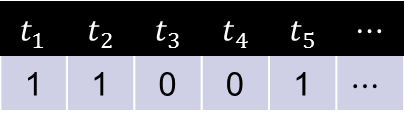 t₁ t₂ t₃ t₄ t₅ ⋯
1 1 0 0 1 ⋯